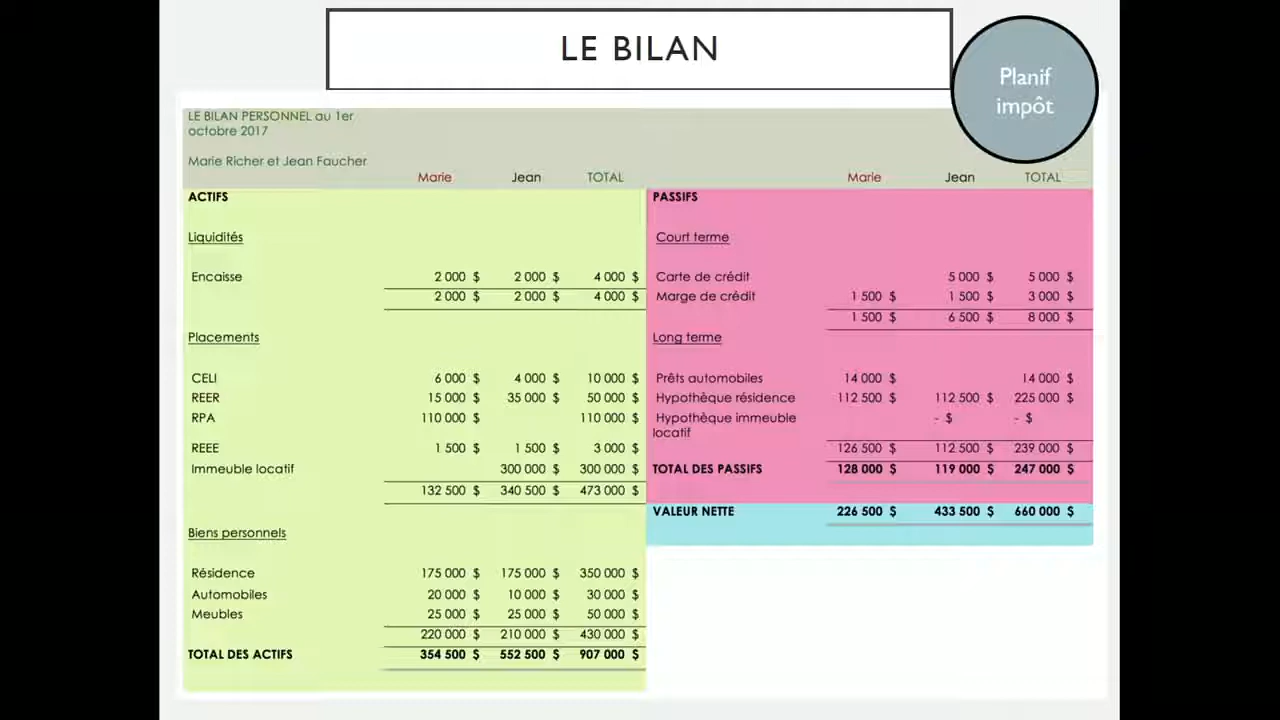 LE BILAN
Planif
impôt
LE BILAN PERSONNEL au 1er
octobre 2017
Marie Richer et Jean Faucher
Marie Jean TOTAL
ACTIFS
Liquidités
Encaisse 2 000 $ 2 000 $ 4 000 $
2 000 $ 2 000 $ 4 000 $
Placements
CELI 6 000 $ 4 000 $ 10 000 $
REER 15 000 $ 35 000 $ 50 000 $
RPA 110 000 $ 110 000 $
REEE 1 500 $ 1 500 $ 3 000 $
Immeuble locatif 300 000 $ 300 000 $
132 500 $ 340 500 $ 473 000 $
Biens personnels
Résidence 175 000 $ 175 000 $ 350 000 $
Automobiles 20 000 $ 10 000 $ 30 000 $
Meubles 25 000 $ 25 000 $ 50 000 $
220 000 $ 210 000 $ 430 000 $
TOTAL DES ACTIFS 354 500 $ 552 500 $ 907 000 $
Marie Jean TOTAL
PASSIFS
Court terme
Carte de crédit 5 000 $ 5 000 $
Marge de crédit 1 500 $ 1 500 $ 3 000 $
1 500 $ 6 500 $ 8 000 $
Long terme
Prêts automobiles 14 000 $ 14 000 $
Hypothèque résidence 112 500 $ 112 500 $ 225 000 $
Hypothèque immeuble - $ - $
locatif
126 500 $ 112 500 $ 239 000 $
TOTAL DES PASSIFS 128 000 $ 119 000 $ 247 000 $
VALEUR NETTE 226 500 $ 433 500 $ 660 000 $